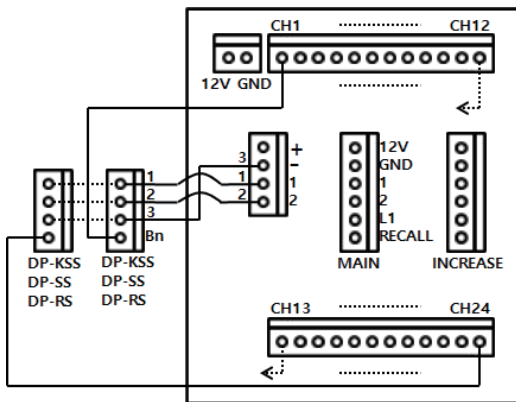 CH1 CH12
12V GND
3 +
–
1 1
2 2
1
2
3
Bn
12V
GND
1
2
L1
RECALL
MAIN INCREASE
DP-KSS DP-KSS
DP-SS DP-SS
DP-RS DP-RS
CH13 CH24